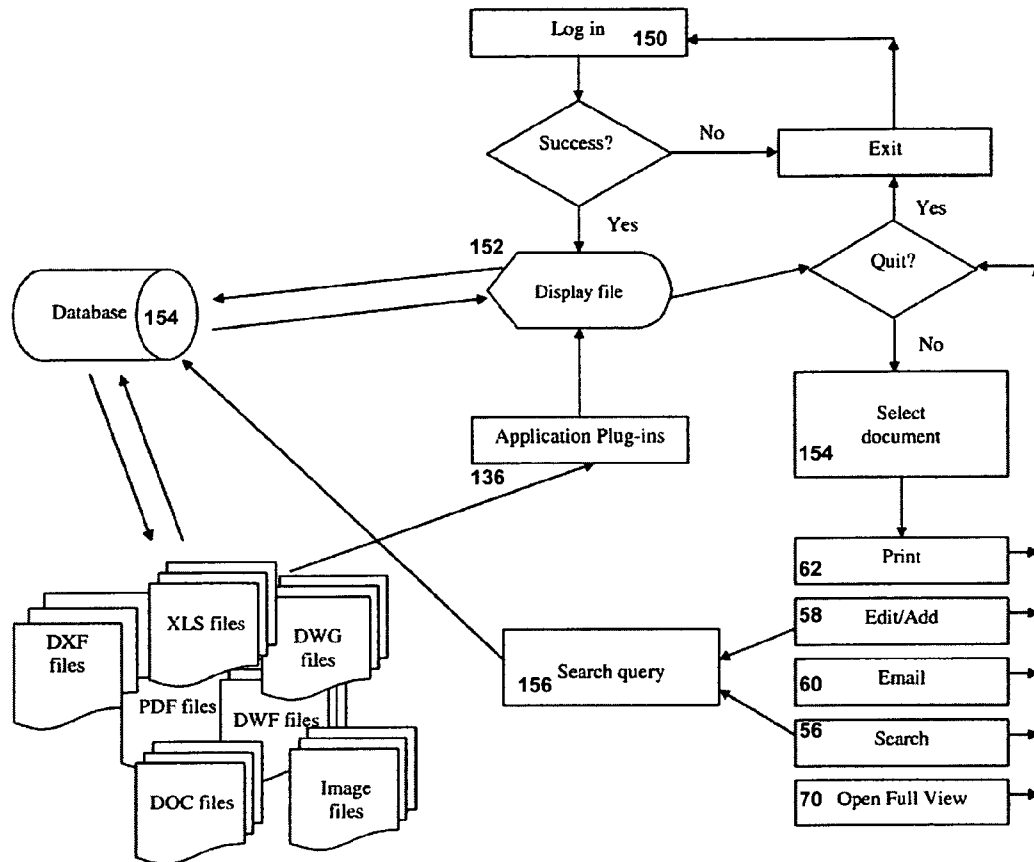 Log in 150
Success?
No
Exit
Yes
Yes
152
Quit?
Display file
Database 154
No
Select
document
154
Application Plug-ins
136
62 Print
XLS files
58 Edit/Add
DXF
files
DWG
files
156 Search query
60 Email
PDF files
DWF files
56 Search
DOC files
Image
files
70 Open Full View